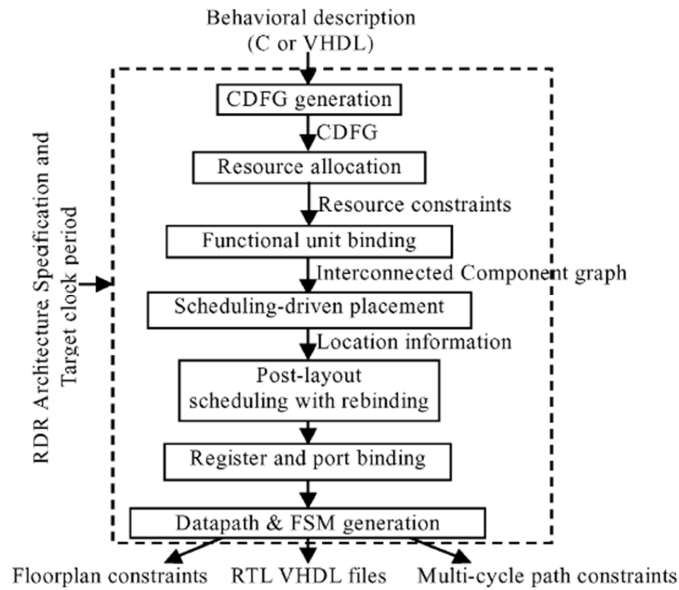 Behavioral description
(C or VHDL)
CDFG generation
CDFG
Resource allocation
Resource constraints
Functional unit binding
Interconnected Component graph
Scheduling-driven placement
Location information
Post-layout
scheduling with rebinding
Register and port binding
Datapath & FSM generation
Floorplan constraints
RTL VHDL files
Multi-cycle path constraints
RDR Archtecture Specification and
Target clock period